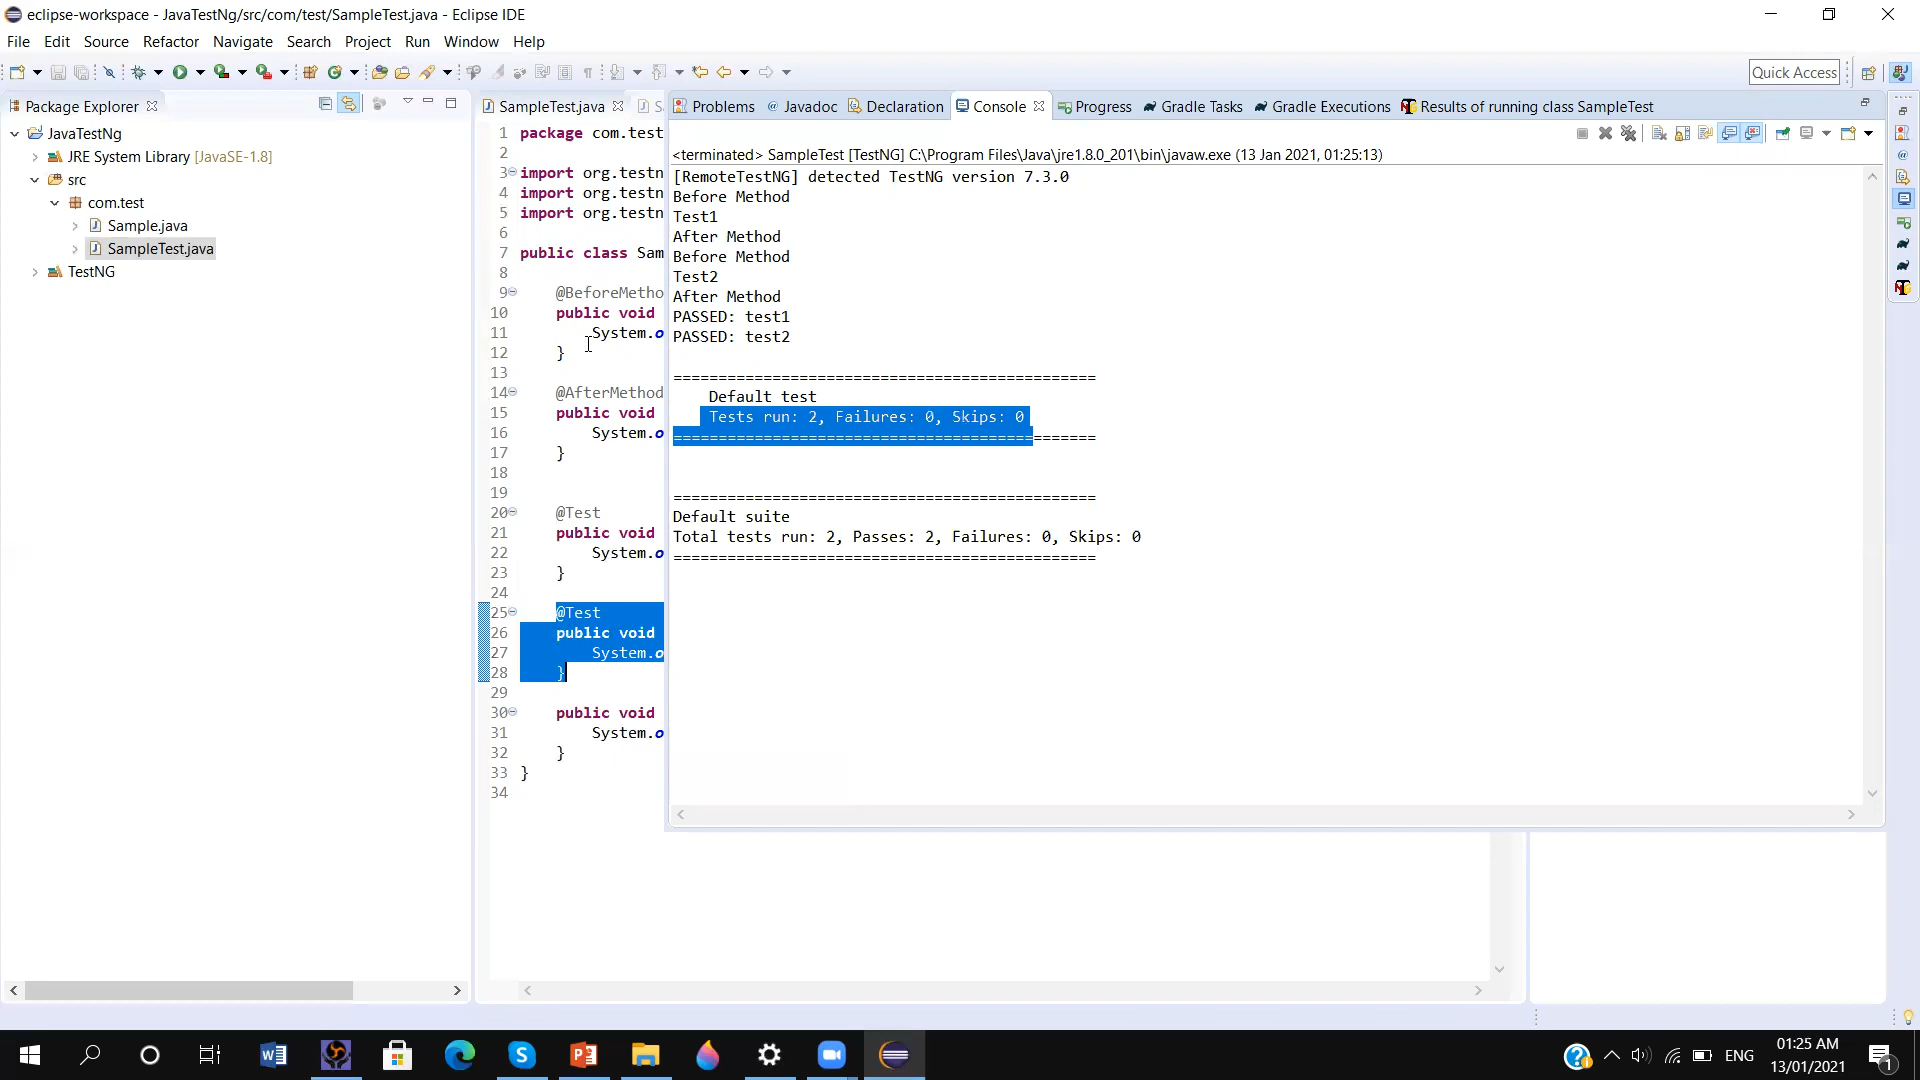 eclipse-workspace - JavaTestNg/src/com/test/SampleTest.java - Eclipse IDE
File Edit Source Refactor Navigate Search Project Run Window Help
Quick Access
Package Explorer
JavaTestNg
JRE System Library [JavaSE-1.8]
src
com.test
Sample.java
SampleTest.java
TestNG
SampleTest.java S
1 package com.test
2
3 import org.testn
4 import org.testn
5 import org.testn
6
7 public class Sam
8
9 @BeforeMetho
10 public void
11 System.o
12 }
13
14 @AfterMethod
15 public void
16 System.o
17 }
18
19
20 @Test
21 public void
22 System.o
23 }
24
25 @Test
26 public void
27 System.o
28 }
29
30 public void
31 System.o
32 }
33 }
34
Problems Javadoc Declaration Console Progress Gradle Tasks Gradle Executions Results of running class SampleTest
<terminated> SampleTest [TestNG] C:\Program Files\Java\jre1.8.0_201\bin\javaw.exe (13 Jan 2021, 01:25:13)
[RemoteTestNG] detected TestNG version 7.3.0
Before Method
Test1
After Method
Before Method
Test2
After Method
PASSED: test1
PASSED: test2
===============================================
Default test
Tests run: 2, Failures: 0, Skips: 0
===============================================
===============================================
Default suite
Total tests run: 2, Passes: 2, Failures: 0, Skips: 0
===============================================
ENG
01:25 AM
13/01/2021
1